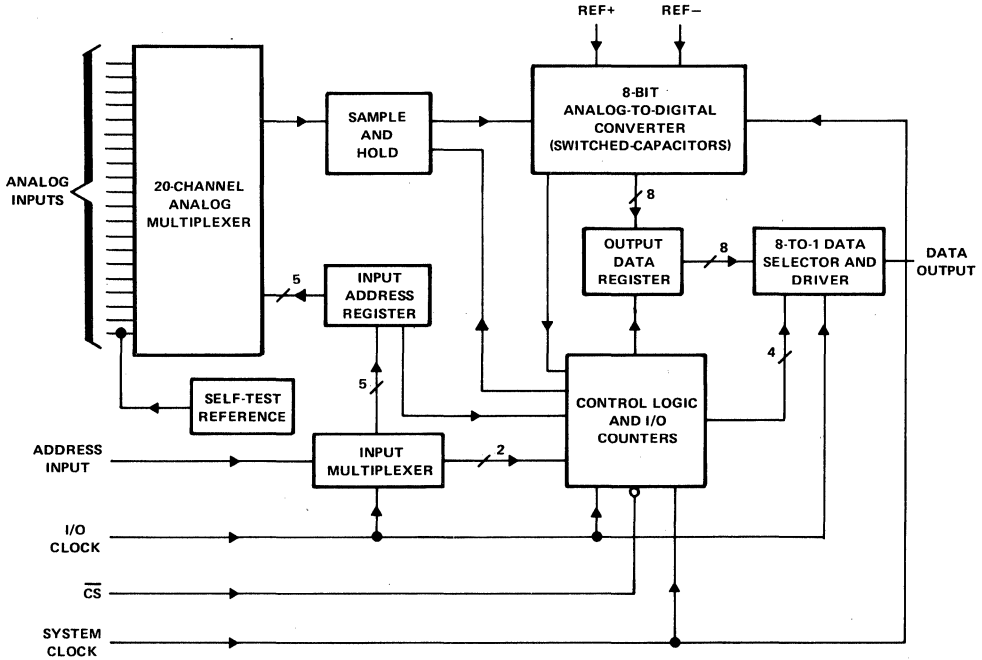 REF+ REF−
8-BIT
ANALOG-TO-DIGITAL
CONVERTER
(SWITCHED-CAPACITORS)
SAMPLE
AND
HOLD
ANALOG
INPUTS
20-CHANNEL
ANALOG
MULTIPLEXER
8
OUTPUT
DATA
REGISTER
8
8-TO-1 DATA
SELECTOR AND
DRIVER
DATA
OUTPUT
5
INPUT
ADDRESS
REGISTER
5
4
SELF-TEST
REFERENCE
CONTROL LOGIC
AND I/O
COUNTERS
ADDRESS
INPUT
INPUT
MULTIPLEXER
2
I/O
CLOCK
C̅S̅
SYSTEM
CLOCK